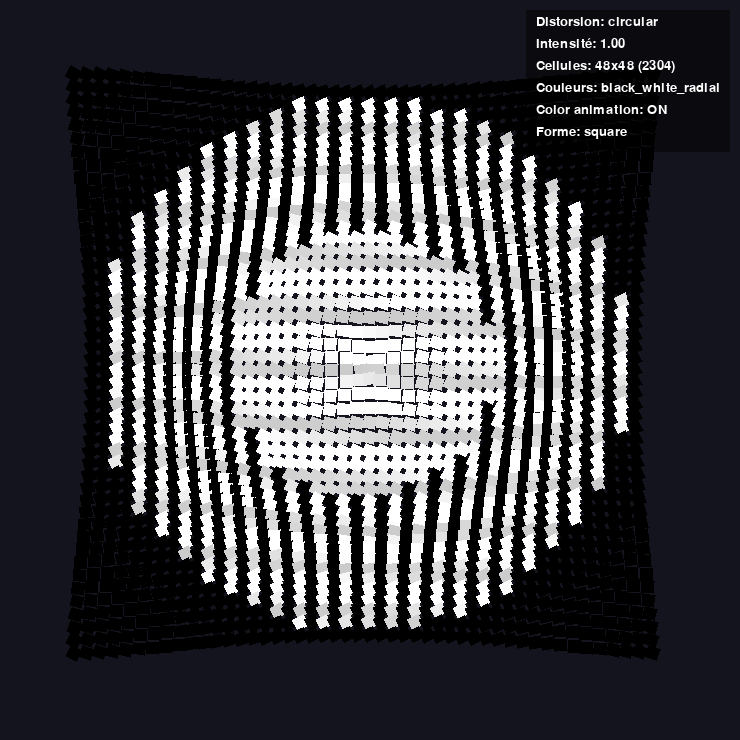 Distorsion: circular
Intensité: 1.00
Cellules: 48x48 (2304)
Couleurs: black_white_radial
Color animation: ON
Forme: square